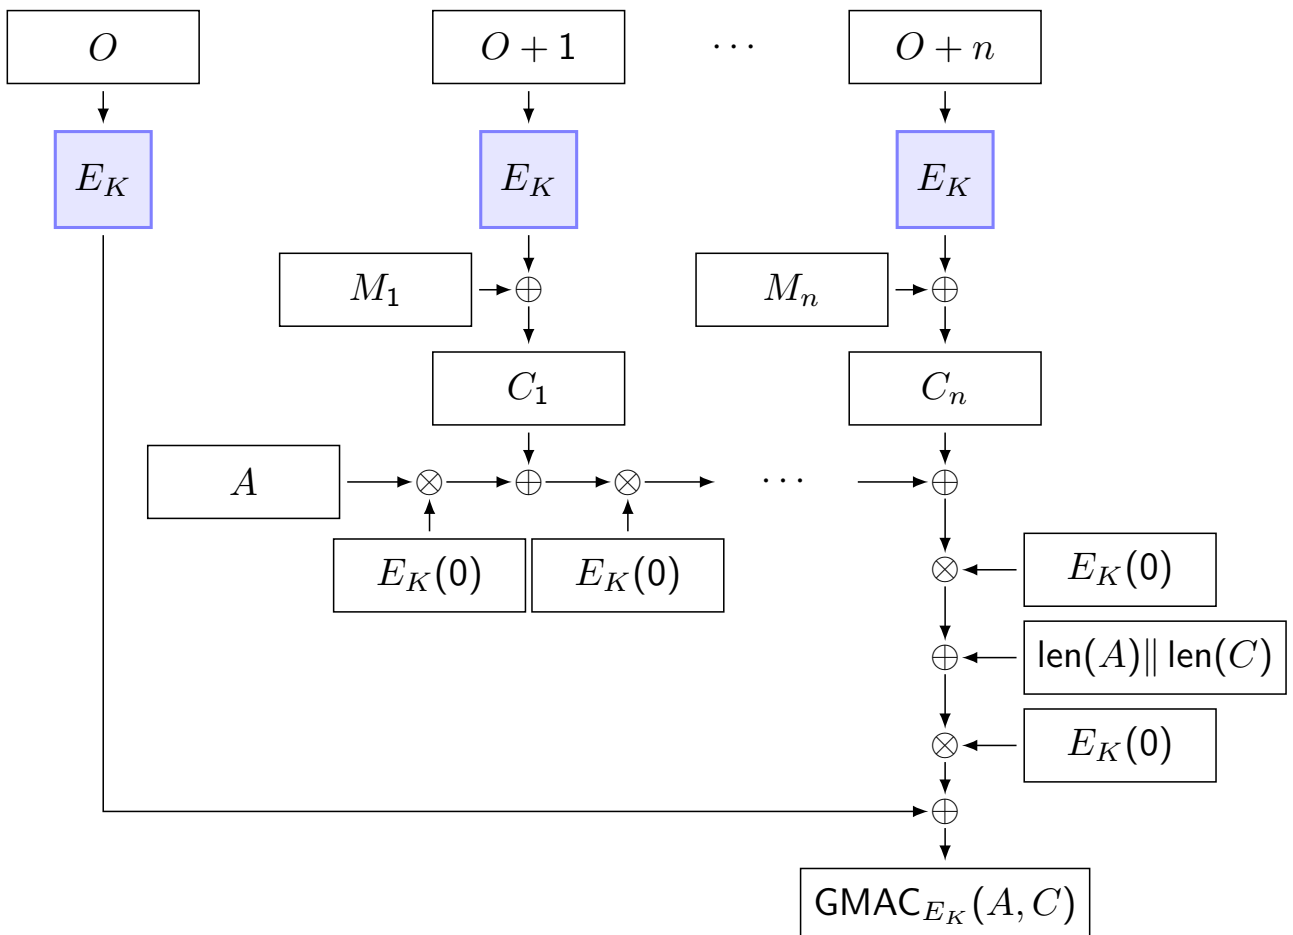 O O + 1 ⋯ O + n
E_K E_K E_K
M_1 ⊕ M_n ⊕
C_1 C_n
A ⊗ ⊕ ⊗ ⋯ ⊕
E_K(0) E_K(0) ⊗ E_K(0)
⊕ len(A)‖ len(C)
⊗ E_K(0)
⊕
GMAC_{E_K}(A, C)